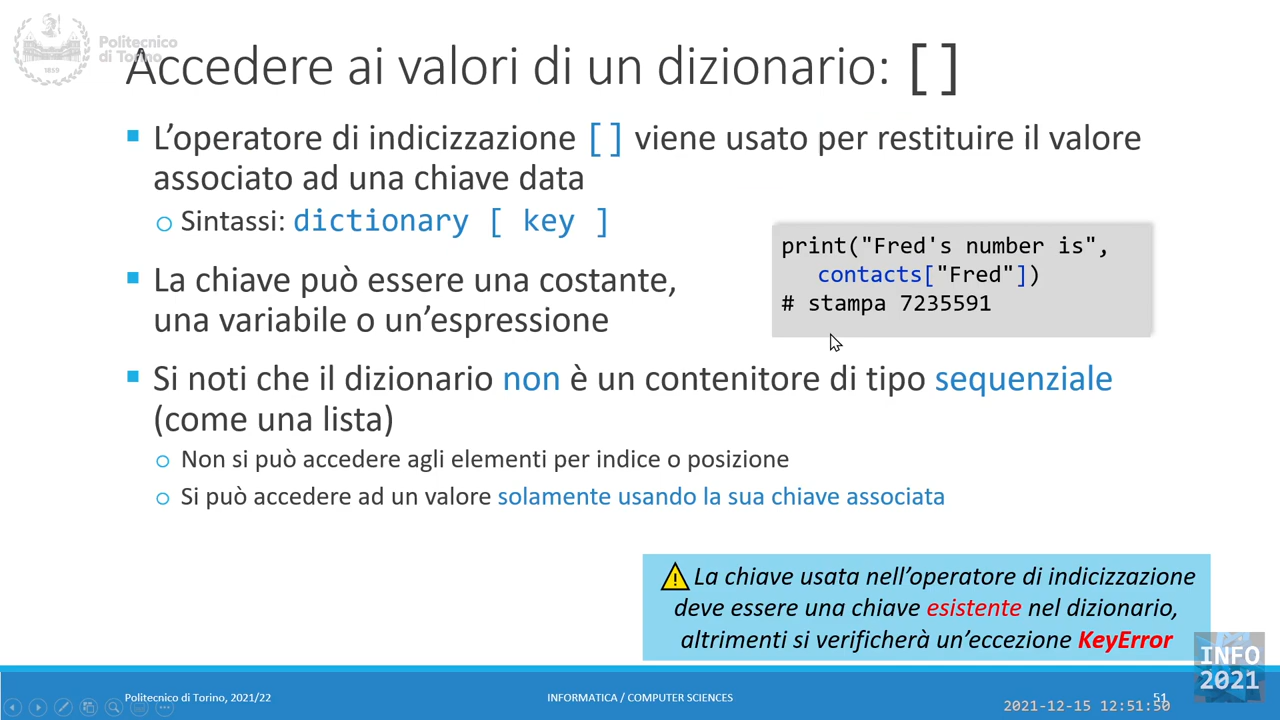 Politecnico
di Torino
1859
Accedere ai valori di un dizionario: []
L’operatore di indicizzazione [] viene usato per restituire il valore
associato ad una chiave data
Sintassi: dictionary [ key ]
print("Fred's number is",
contacts["Fred"])
# stampa 7235591
La chiave può essere una costante,
una variabile o un’espressione
Si noti che il dizionario non è un contenitore di tipo sequenziale
(come una lista)
Non si può accedere agli elementi per indice o posizione
Si può accedere ad un valore solamente usando la sua chiave associata
La chiave usata nell’operatore di indicizzazione
deve essere una chiave esistente nel dizionario,
altrimenti si verificherà un’eccezione KeyError
INFO
2021
Politecnico di Torino, 2021/22
INFORMATICA / COMPUTER SCIENCES
51
2021-12-15 12:51:50